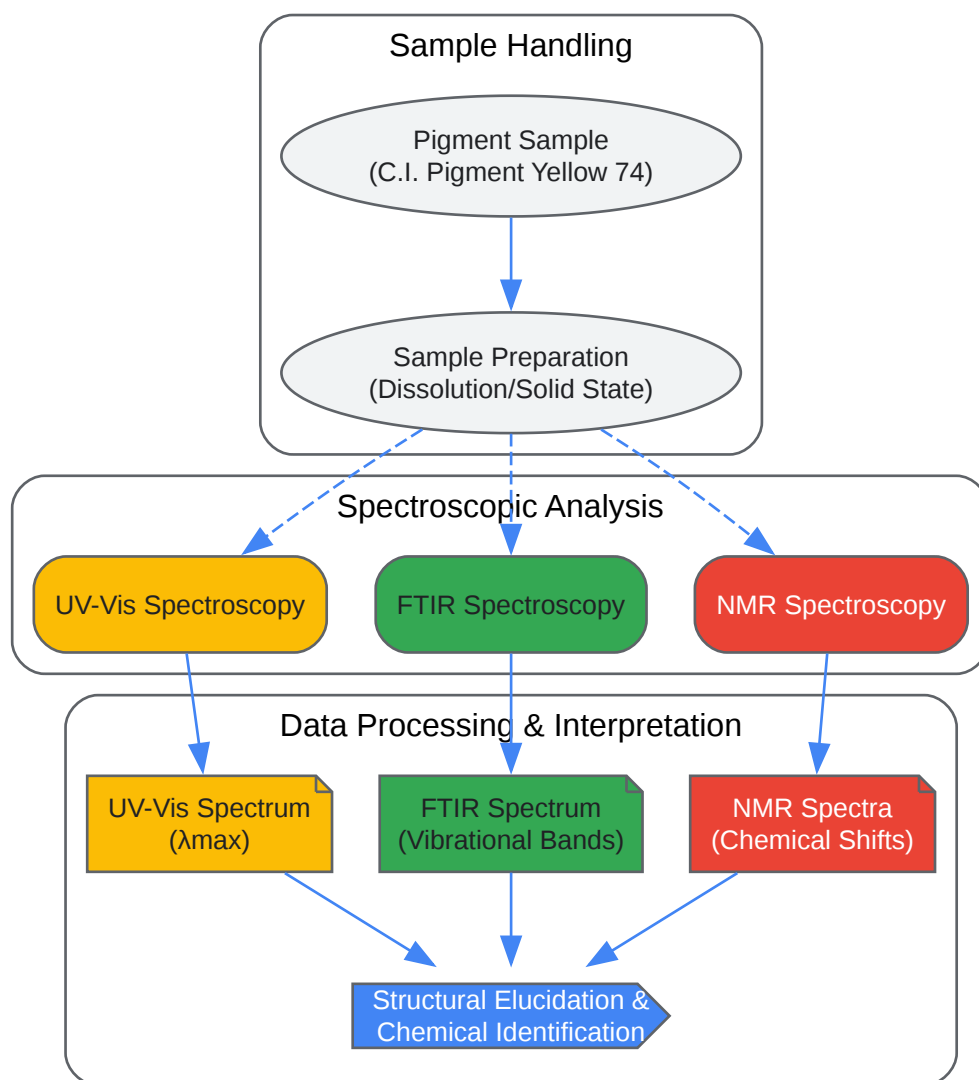 Sample Handling
Pigment Sample
(C.I. Pigment Yellow 74)
Sample Preparation
(Dissolution/Solid State)
Spectroscopic Analysis
UV-Vis Spectroscopy
FTIR Spectroscopy
NMR Spectroscopy
Data Processing & Interpretation
UV-Vis Spectrum
(λmax)
FTIR Spectrum
(Vibrational Bands)
NMR Spectra
(Chemical Shifts)
Structural Elucidation &
Chemical Identification